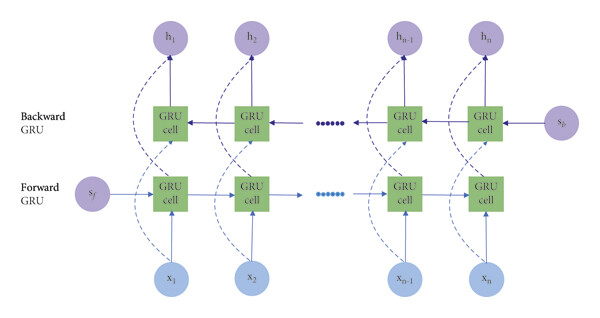 h1 h2 hn-1 hn
Backward
GRU
GRU
cell
GRU
cell
GRU
cell
GRU
cell
sb
Forward
GRU
sf
GRU
cell
GRU
cell
GRU
cell
GRU
cell
x1 x2 xn-1 xn